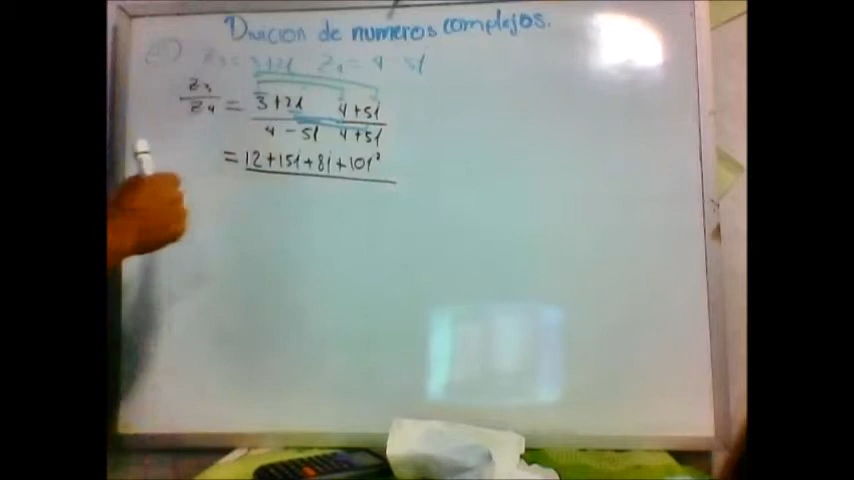 Division de numeros complejos.
Z₃ = 3+2i Z₄ = 4-5i
Z₃/Z₄ = 3+2i/4-5i 4+5i/4+5i
= 12+15i+8i+10i²